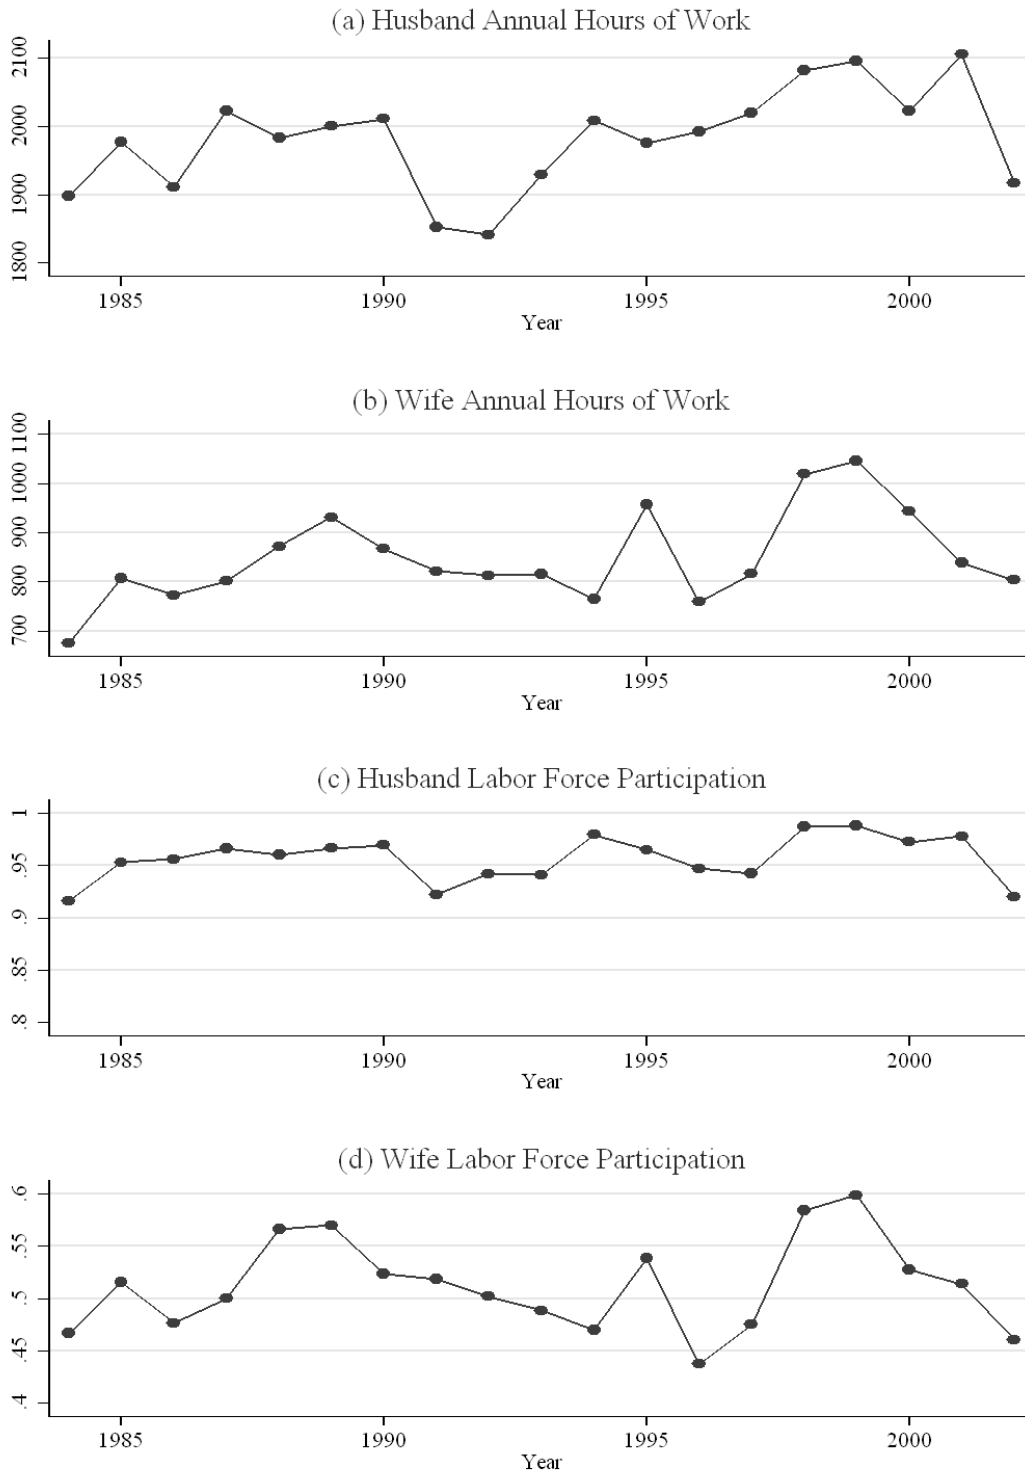 (a) Husband Annual Hours of Work
2100
2000
1900
1800
1985 1990 1995 2000
Year
(b) Wife Annual Hours of Work
1100
1000
900
800
700
1985 1990 1995 2000
Year
(c) Husband Labor Force Participation
1
.95
.9
.85
.8
1985 1990 1995 2000
Year
(d) Wife Labor Force Participation
.6
.55
.5
.45
.4
1985 1990 1995 2000
Year